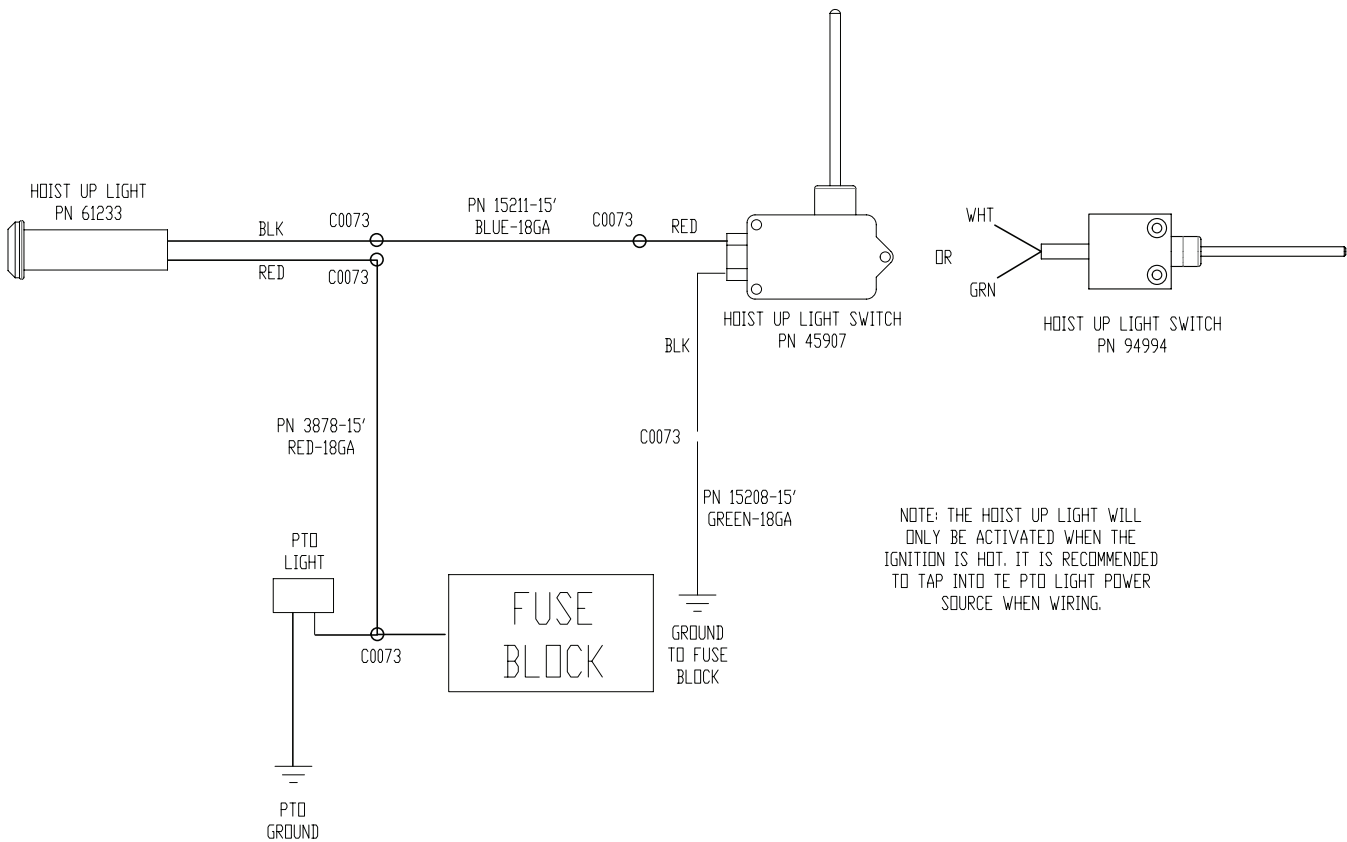 HOIST UP LIGHT
PN 61233
BLK
RED
C0073
C0073
PN 15211-15'
BLUE-18GA
C0073
RED
HOIST UP LIGHT SWITCH
PN 45907
OR
WHT
GRN
HOIST UP LIGHT SWITCH
PN 94994
BLK
C0073
PN 3878-15'
RED-18GA
PN 15208-15'
GREEN-18GA
NOTE: THE HOIST UP LIGHT WILL
ONLY BE ACTIVATED WHEN THE
IGNITION IS HOT. IT IS RECOMMENDED
TO TAP INTO TE PTO LIGHT POWER
SOURCE WHEN WIRING.
PTO
LIGHT
C0073
FUSE
BLOCK
GROUND
TO FUSE
BLOCK
PTO
GROUND